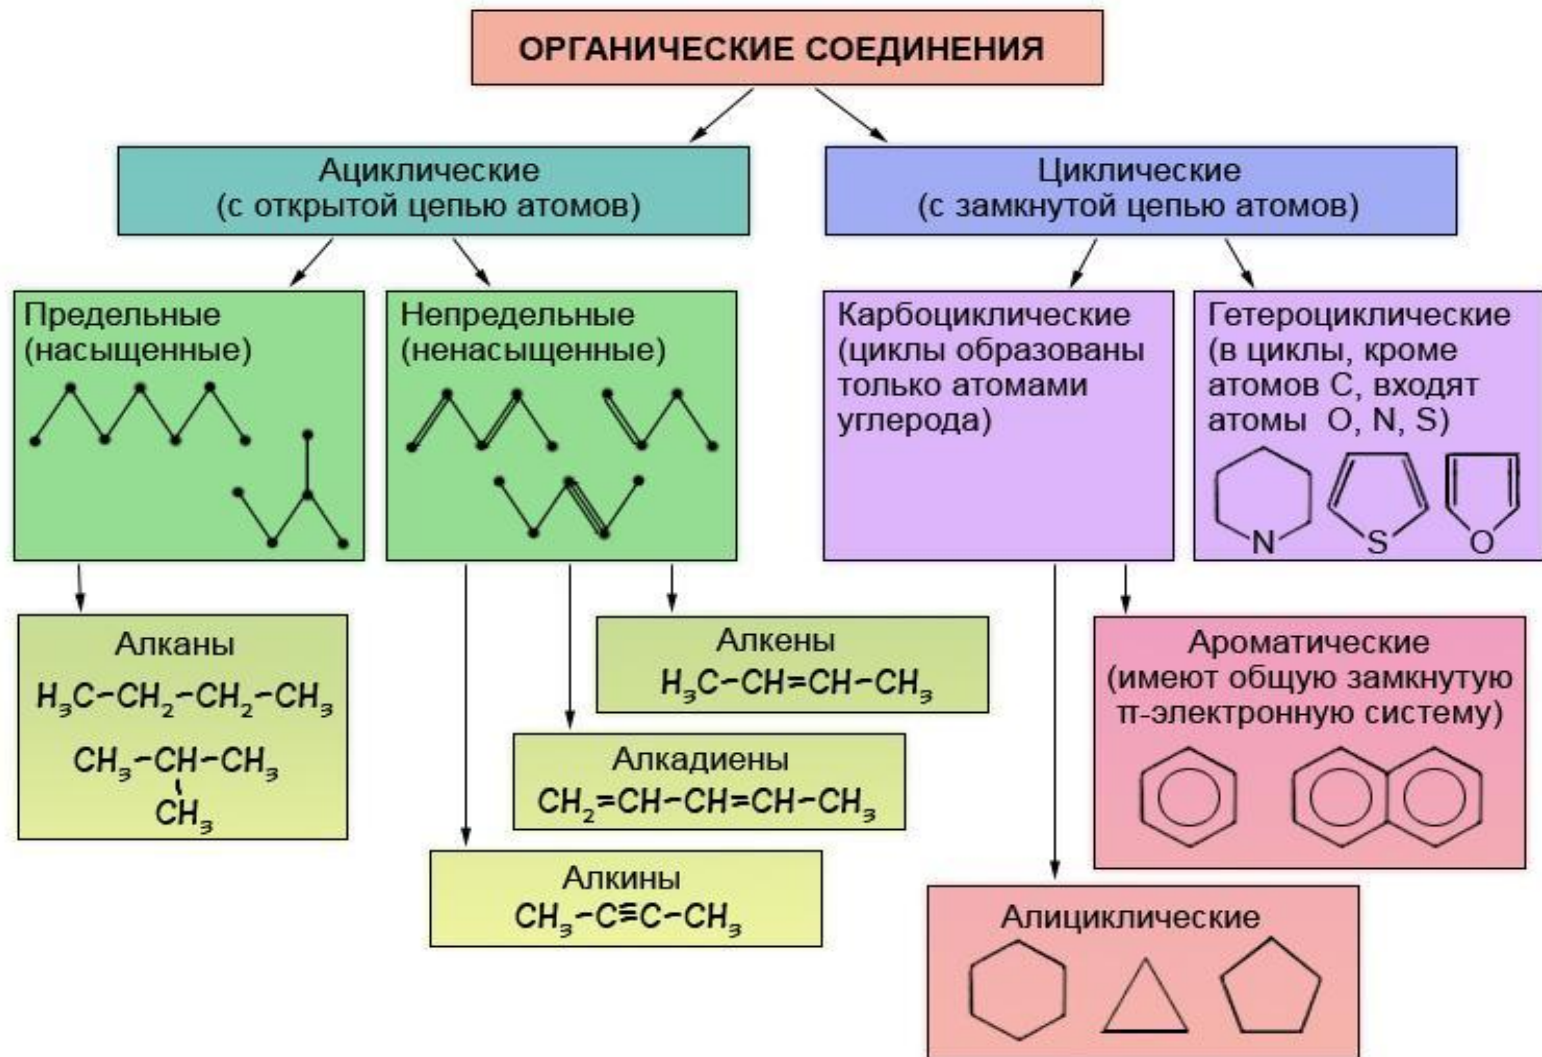 ОРГАНИЧЕСКИЕ СОЕДИНЕНИЯ
Ациклические
(с открытой цепью атомов)
Циклические
(с замкнутой цепью атомов)
Предельные
(насыщенные)
Непредельные
(ненасыщенные)
Карбоциклические
(циклы образованы
только атомами
углерода)
Гетероциклические
(в циклы, кроме
атомов С, входят
атомы O, N, S)
N
S
O
Алканы
H₃C-CH₂-CH₂-CH₃
CH₃-CH-CH₃
CH₃
Алкены
H₃C-CH=CH-CH₃
Алкадиены
CH₂=CH-CH=CH-CH₃
Алкины
CH₃-C≡C-CH₃
Ароматические
(имеют общую замкнутую
π-электронную систему)
Алициклические